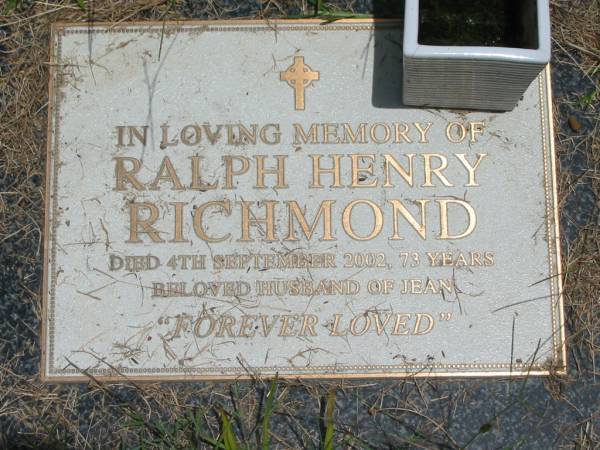 IN LOVING MEMORY OF
RALPH HENRY
RICHMOND
DIED 4TH SEPTEMBER 2002, 73 YEARS
BELOVED HUSBAND OF JEAN
"FOREVER LOVED"